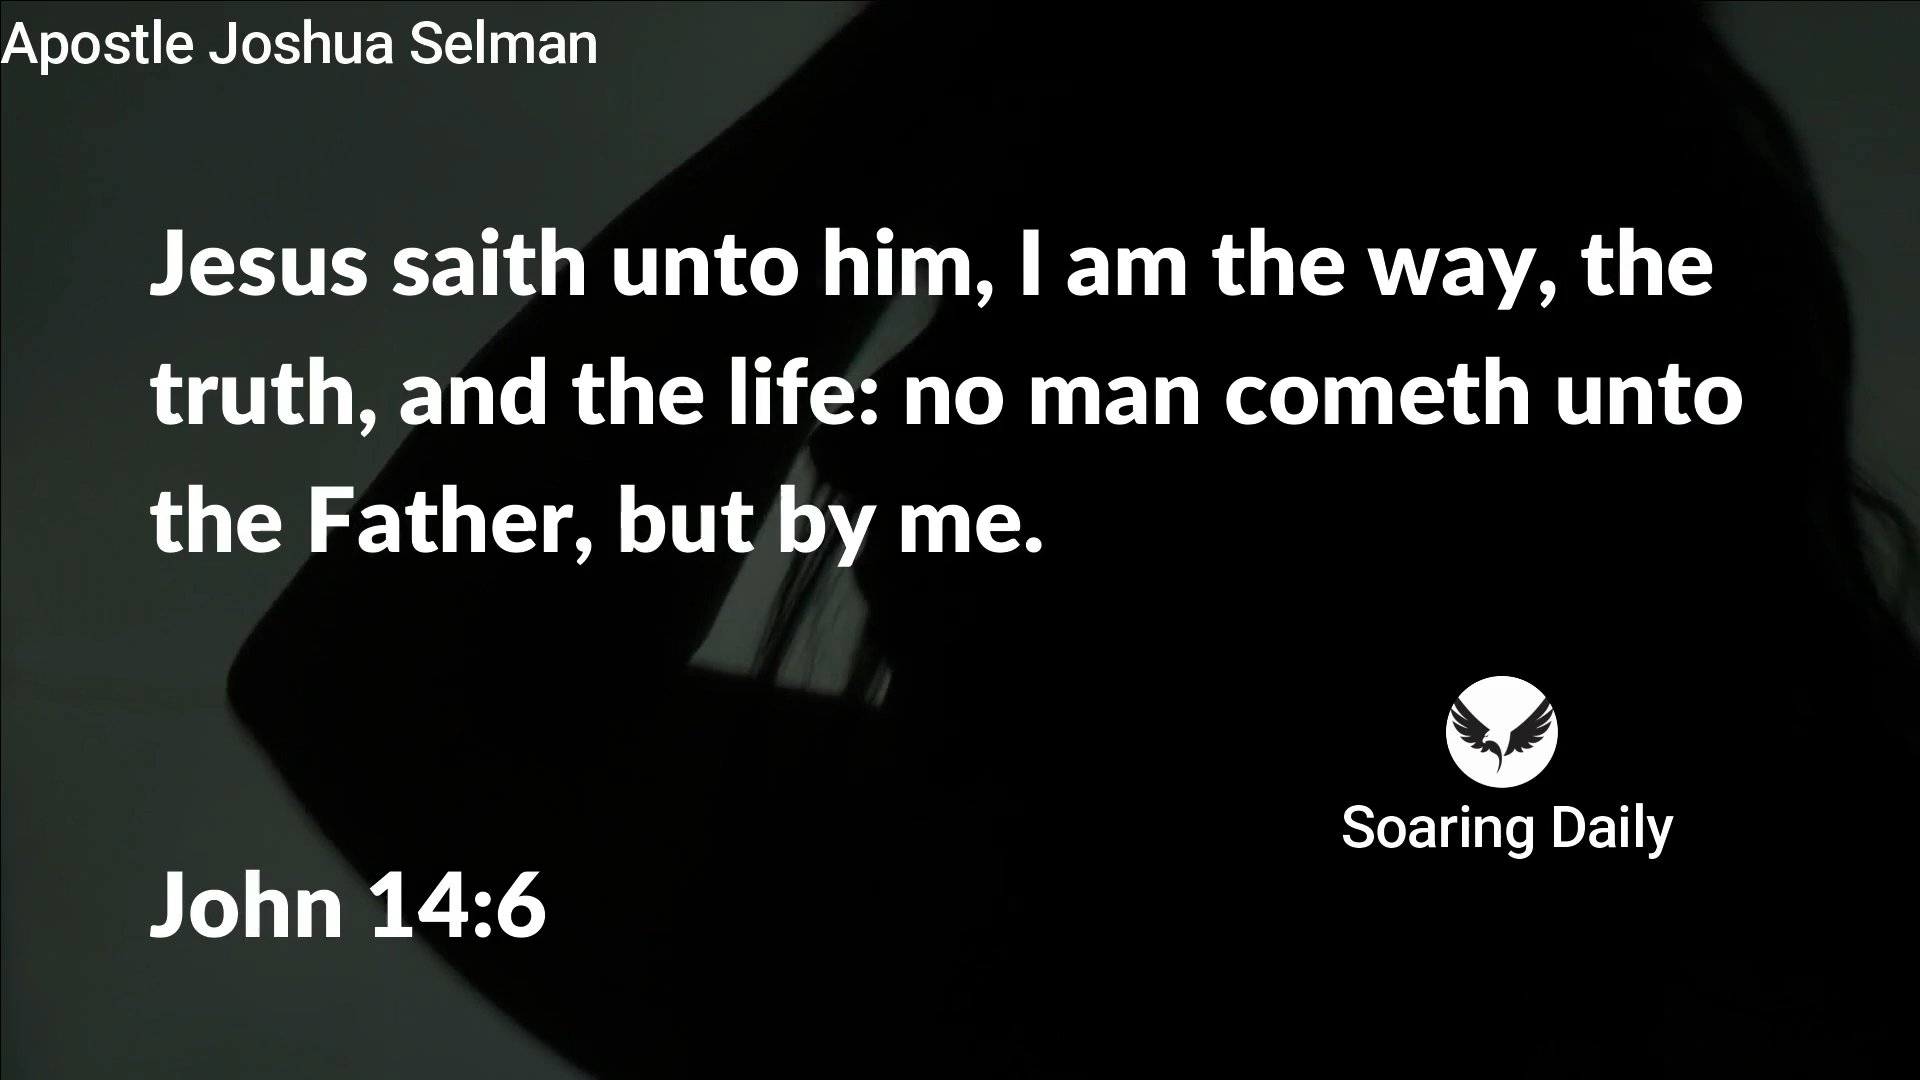 Apostle Joshua Selman
Jesus saith unto him, I am the way, the
truth, and the life: no man cometh unto
the Father, but by me.
Soaring Daily
John 14:6